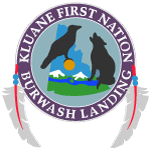 KLUANE FIRST NATION
BURWASH LANDING